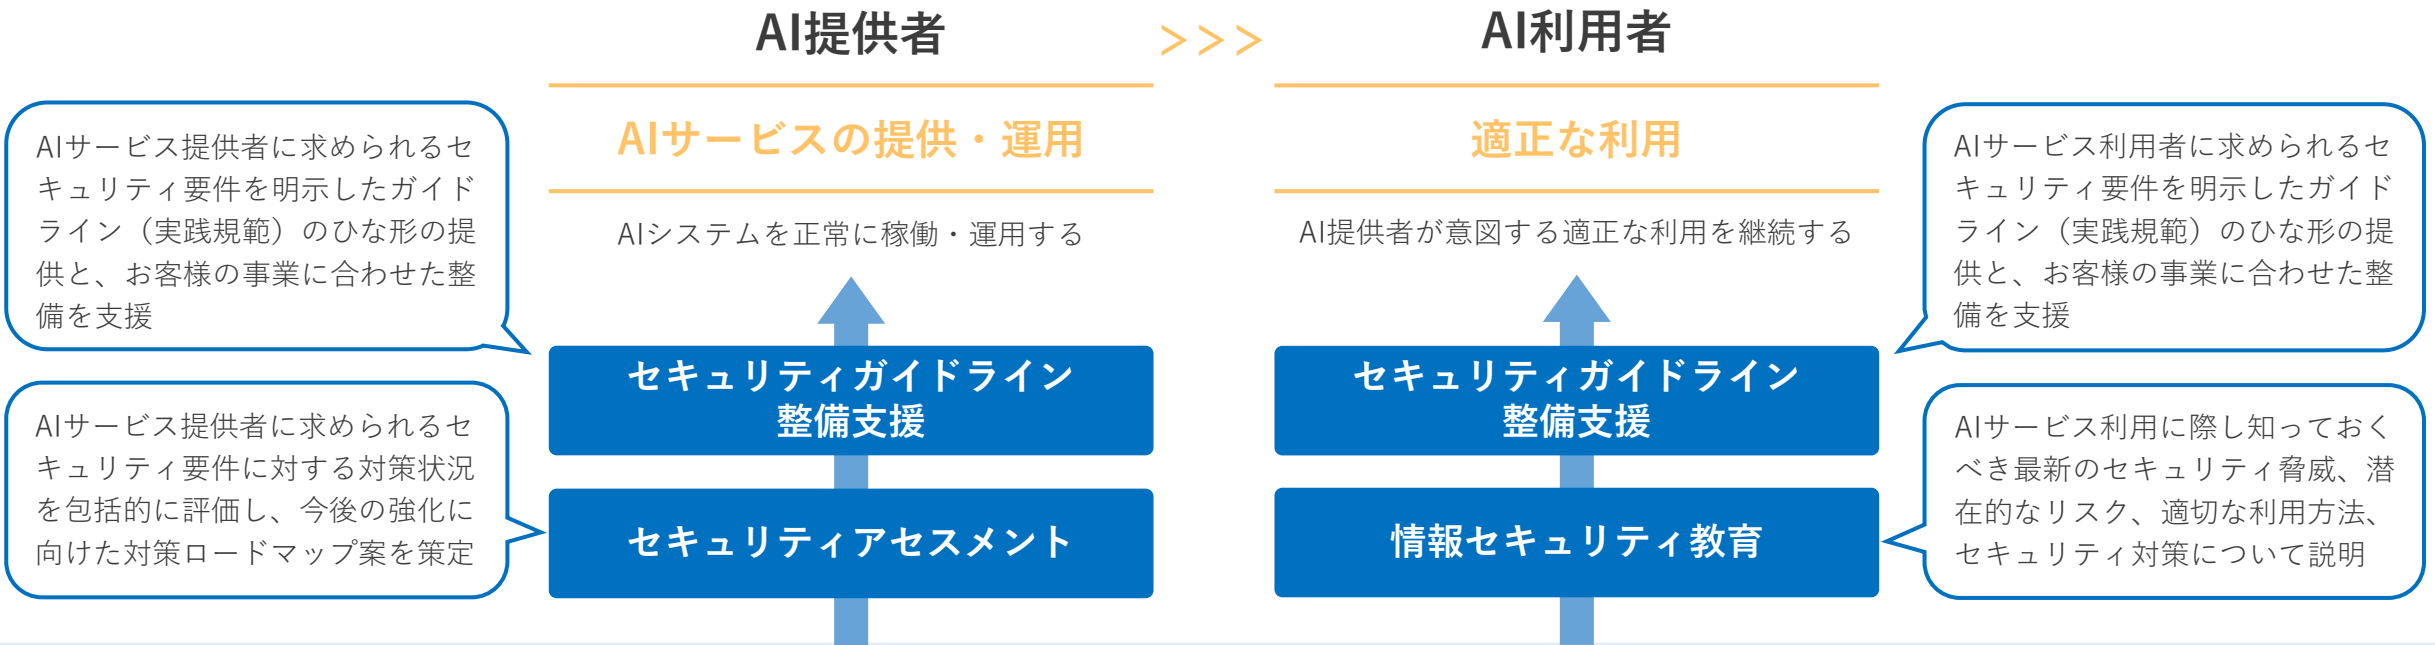 AI提供者
>>>
AI利用者
AIサービスの提供・運用
適正な利用
AIシステムを正常に稼働・運用する
AI提供者が意図する適正な利用を継続する
AIサービス提供者に求められるセ
キュリティ要件を明示したガイド
ライン（実践規範）のひな形の提
供と、お客様の事業に合わせた整
備を支援
セキュリティガイドライン
整備支援
セキュリティガイドライン
整備支援
AIサービス利用者に求められるセ
キュリティ要件を明示したガイド
ライン（実践規範）のひな形の提
供と、お客様の事業に合わせた整
備を支援
AIサービス提供者に求められるセ
キュリティ要件に対する対策状況
を包括的に評価し、今後の強化に
向けた対策ロードマップ案を策定
セキュリティアセスメント
情報セキュリティ教育
AIサービス利用に際し知っておく
べき最新のセキュリティ脅威、潜
在的なリスク、適切な利用方法、
セキュリティ対策について説明